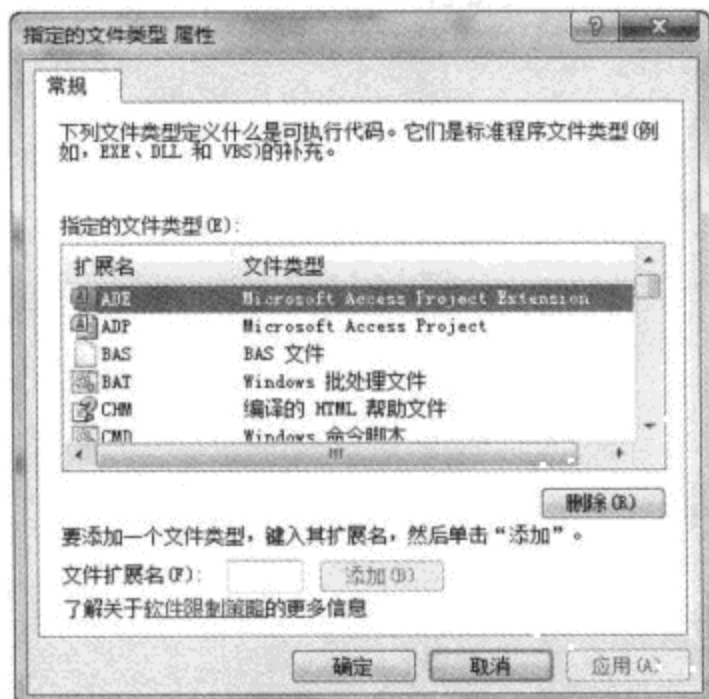 指定的文件类型 属性
常规
下列文件类型定义什么是可执行代码。它们是标准程序文件类型(例
如，EXE、DLL 和 VBS)的补充。
指定的文件类型(E):
扩展名 文件类型
ADE Microsoft Access Project Extension
ADP Microsoft Access Project
BAS BAS 文件
BAT Windows 批处理文件
CHM 编译的 HTML 帮助文件
CMD Windows 命令脚本
删除(R)
要添加一个文件类型，键入其扩展名，然后单击“添加”。
文件扩展名(F): 添加(D)
了解关于软件限制策略的更多信息
确定 取消 应用(A)